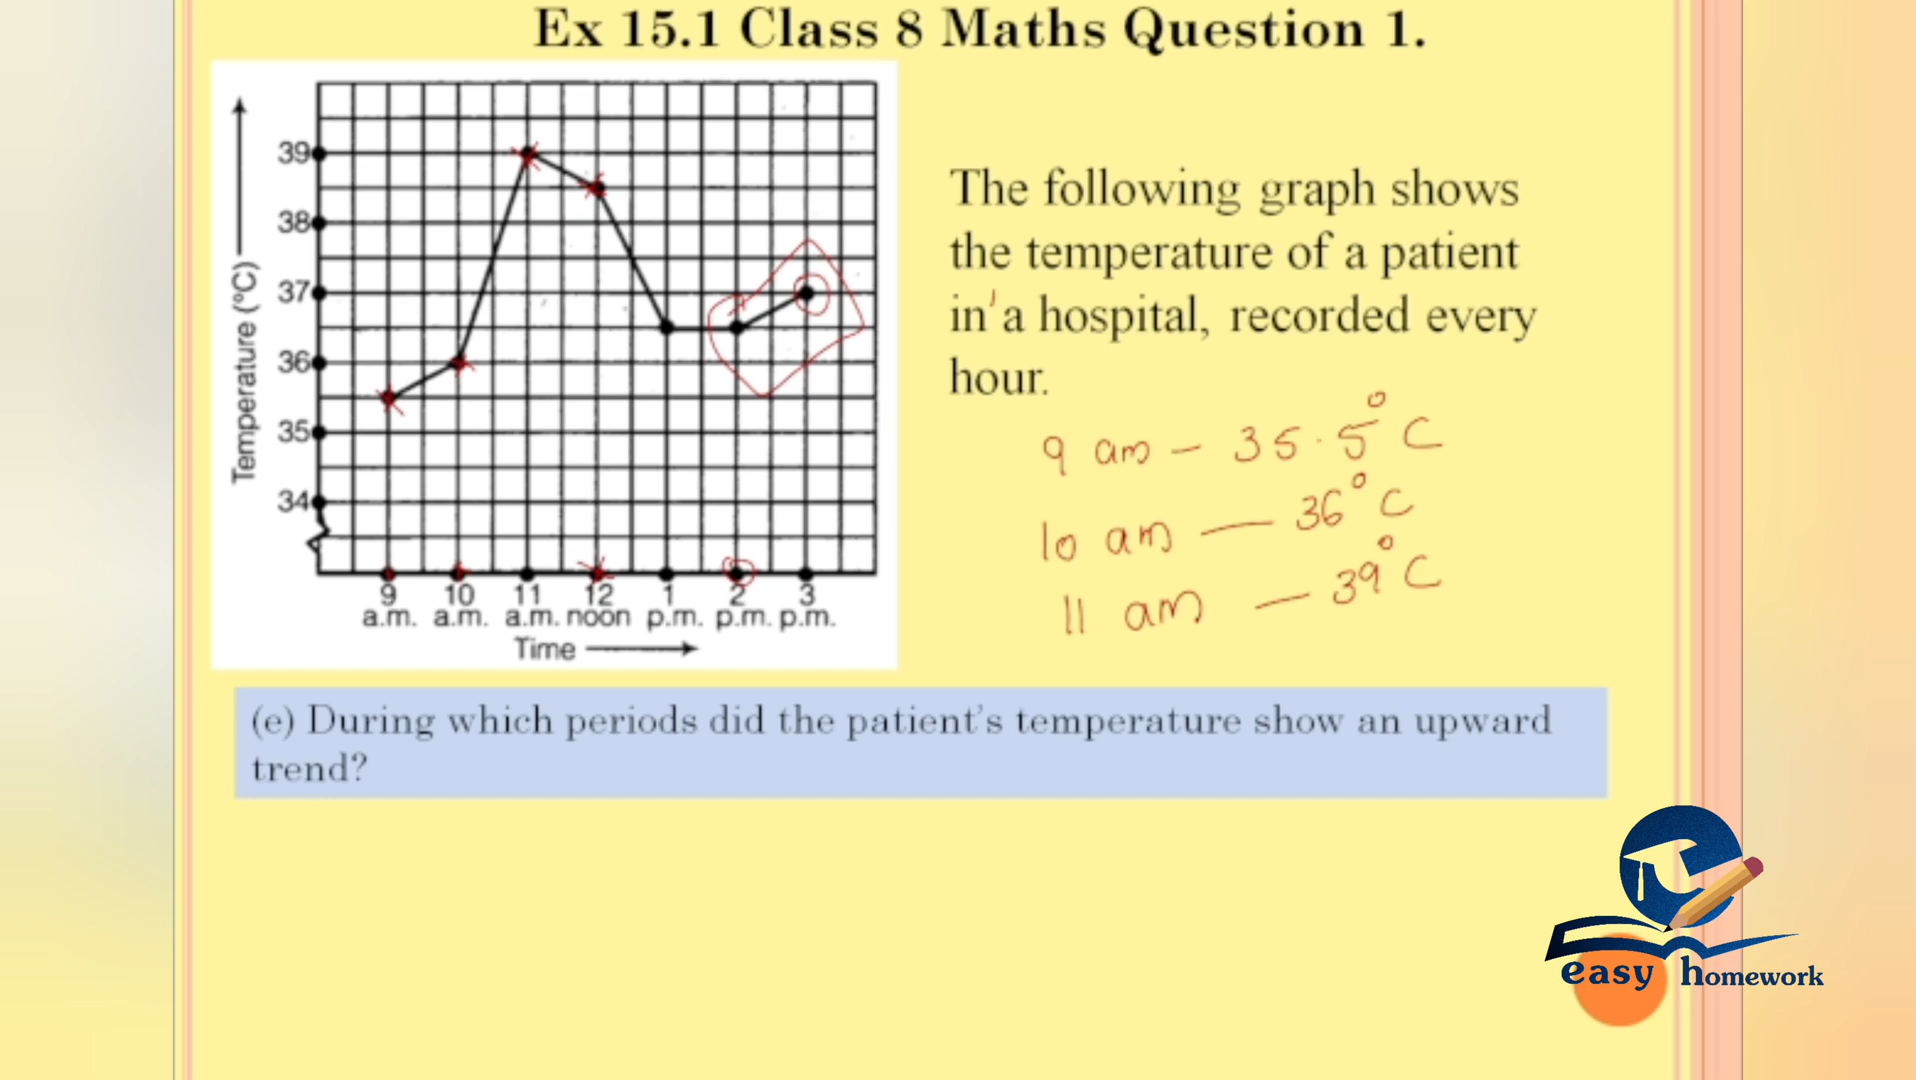 Ex 15.1 Class 8 Maths Question 1.
Temperature (°C)
39
38
37
36
35
34
9 10 11 12 1 2 3
a.m. a.m. a.m. noon p.m. p.m. p.m.
Time
The following graph shows
the temperature of a patient
in a hospital, recorded every
hour.
9 am – 35.5°C
10 am — 36°C
11 am — 39°C
(e) During which periods did the patient's temperature show an upward
trend?
easy homework